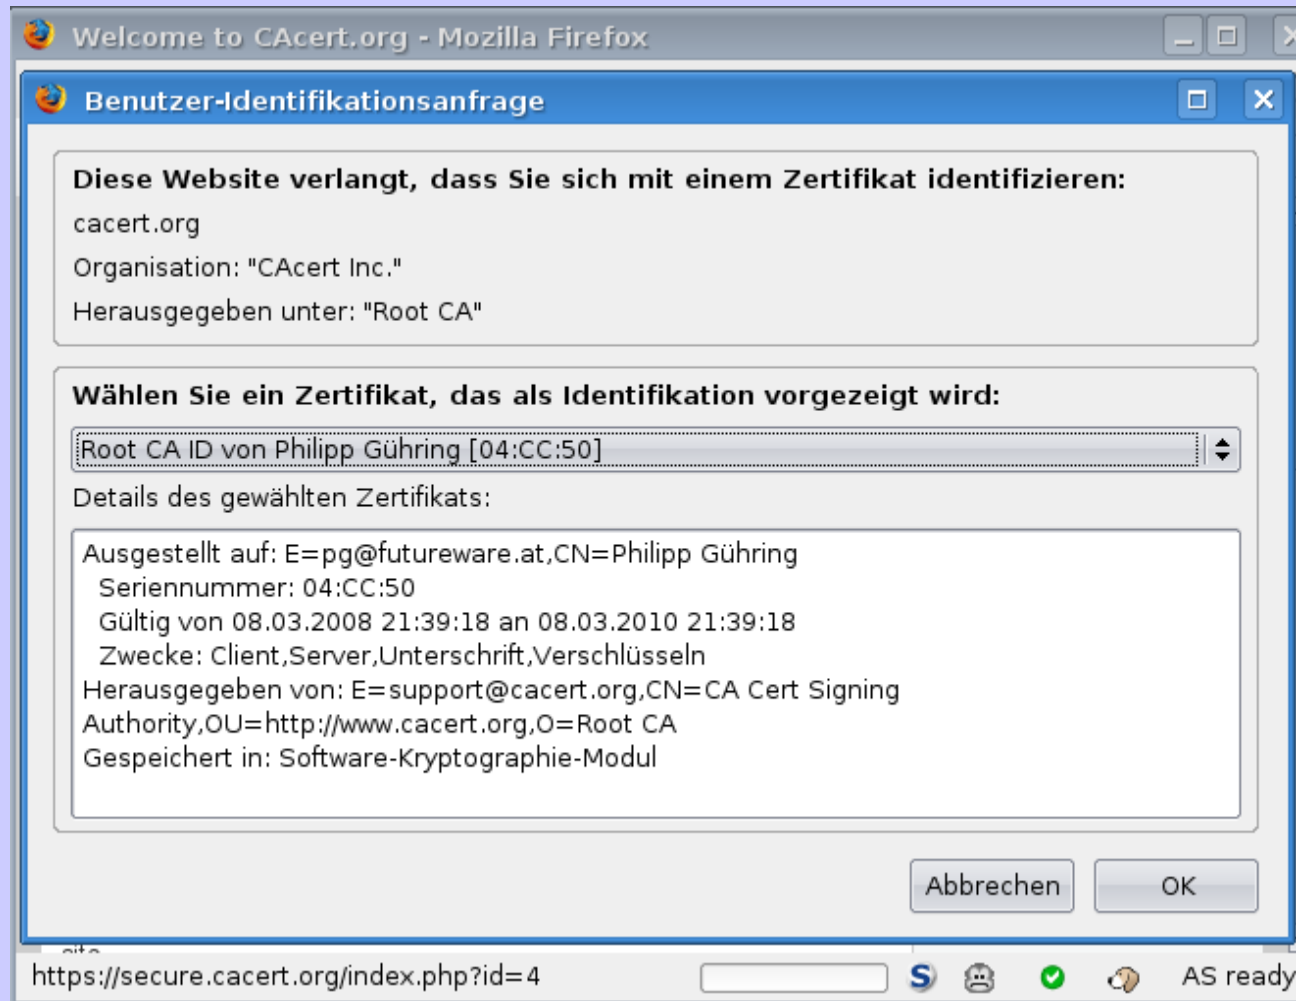 Welcome to CAcert.org - Mozilla Firefox
Benutzer-Identifikationsanfrage
Diese Website verlangt, dass Sie sich mit einem Zertifikat identifizieren:
cacert.org
Organisation: "CAcert Inc."
Herausgegeben unter: "Root CA"
Wählen Sie ein Zertifikat, das als Identifikation vorgezeigt wird:
Root CA ID von Philipp Gühring [04:CC:50]
Details des gewählten Zertifikats:
Ausgestellt auf: E=pg@futureware.at,CN=Philipp Gühring
Seriennummer: 04:CC:50
Gültig von 08.03.2008 21:39:18 an 08.03.2010 21:39:18
Zwecke: Client,Server,Unterschrift,Verschlüsseln
Herausgegeben von: E=support@cacert.org,CN=CA Cert Signing
Authority,OU=http://www.cacert.org,O=Root CA
Gespeichert in: Software-Kryptographie-Modul
Abbrechen OK
https://secure.cacert.org/index.php?id=4 S AS ready